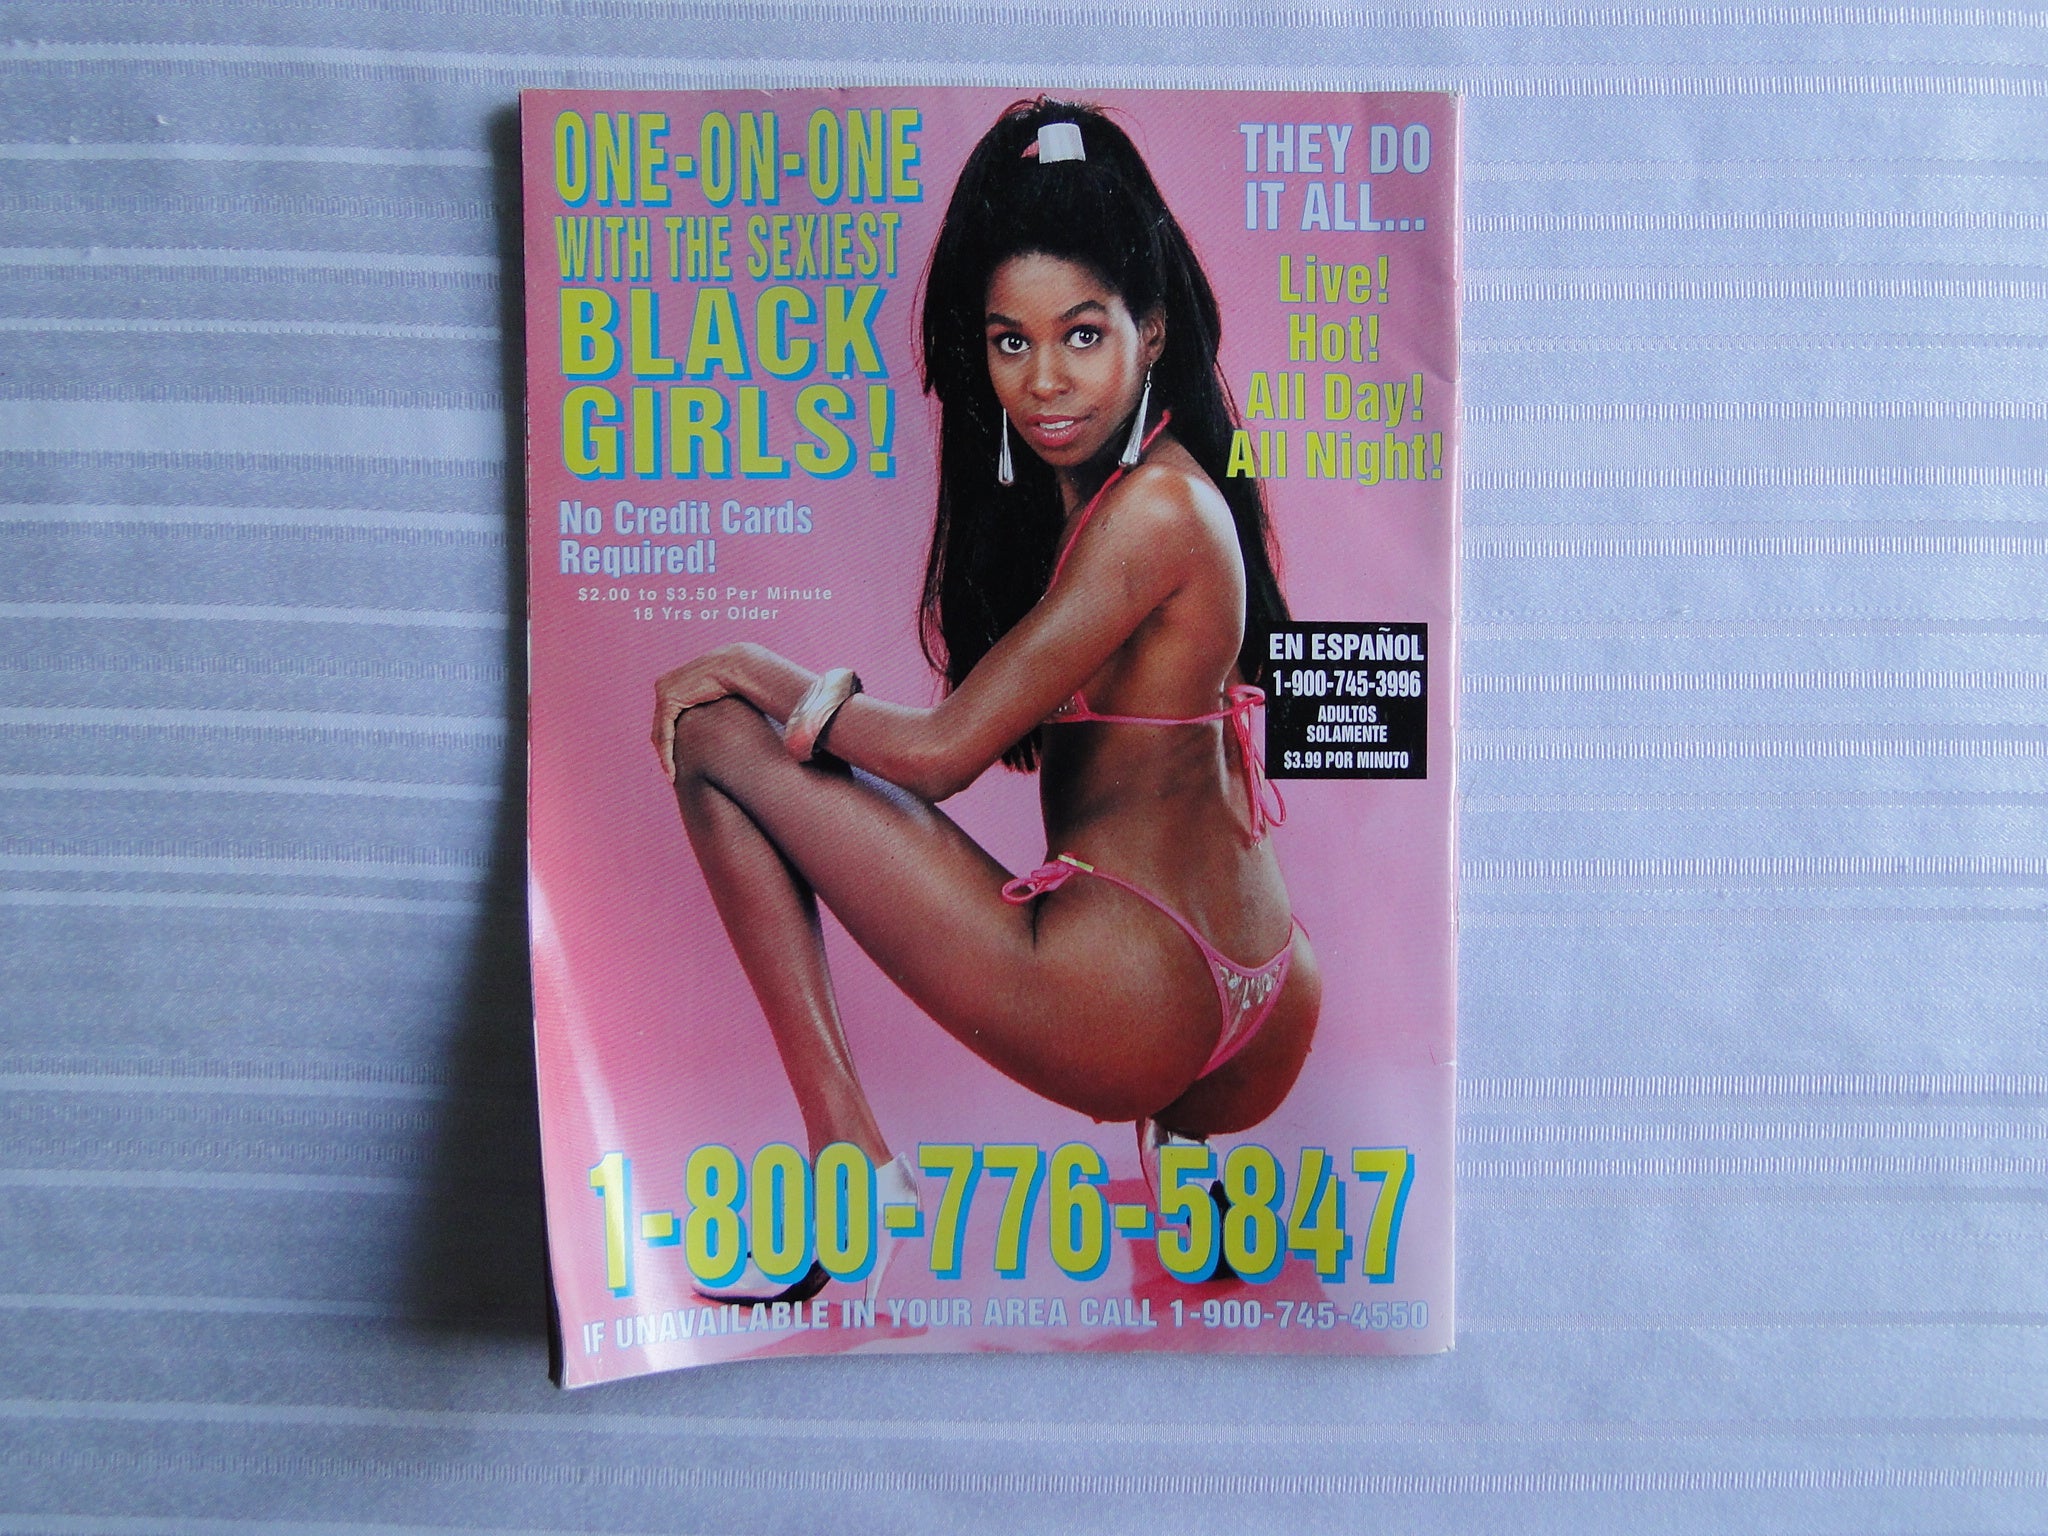 ONE-ON-ONE
WITH THE SEXIEST
BLACK
GIRLS!
No Credit Cards
Required!
$2.00 to $3.50 Per Minute
18 Yrs or Older
THEY DO
IT ALL...
Live!
Hot!
All Day!
All Night!
EN ESPAÑOL
1-900-745-3996
ADULTOS
SOLAMENTE
$3.99 POR MINUTO
1-800-776-5847
IF UNAVAILABLE IN YOUR AREA CALL 1-900-745-4550